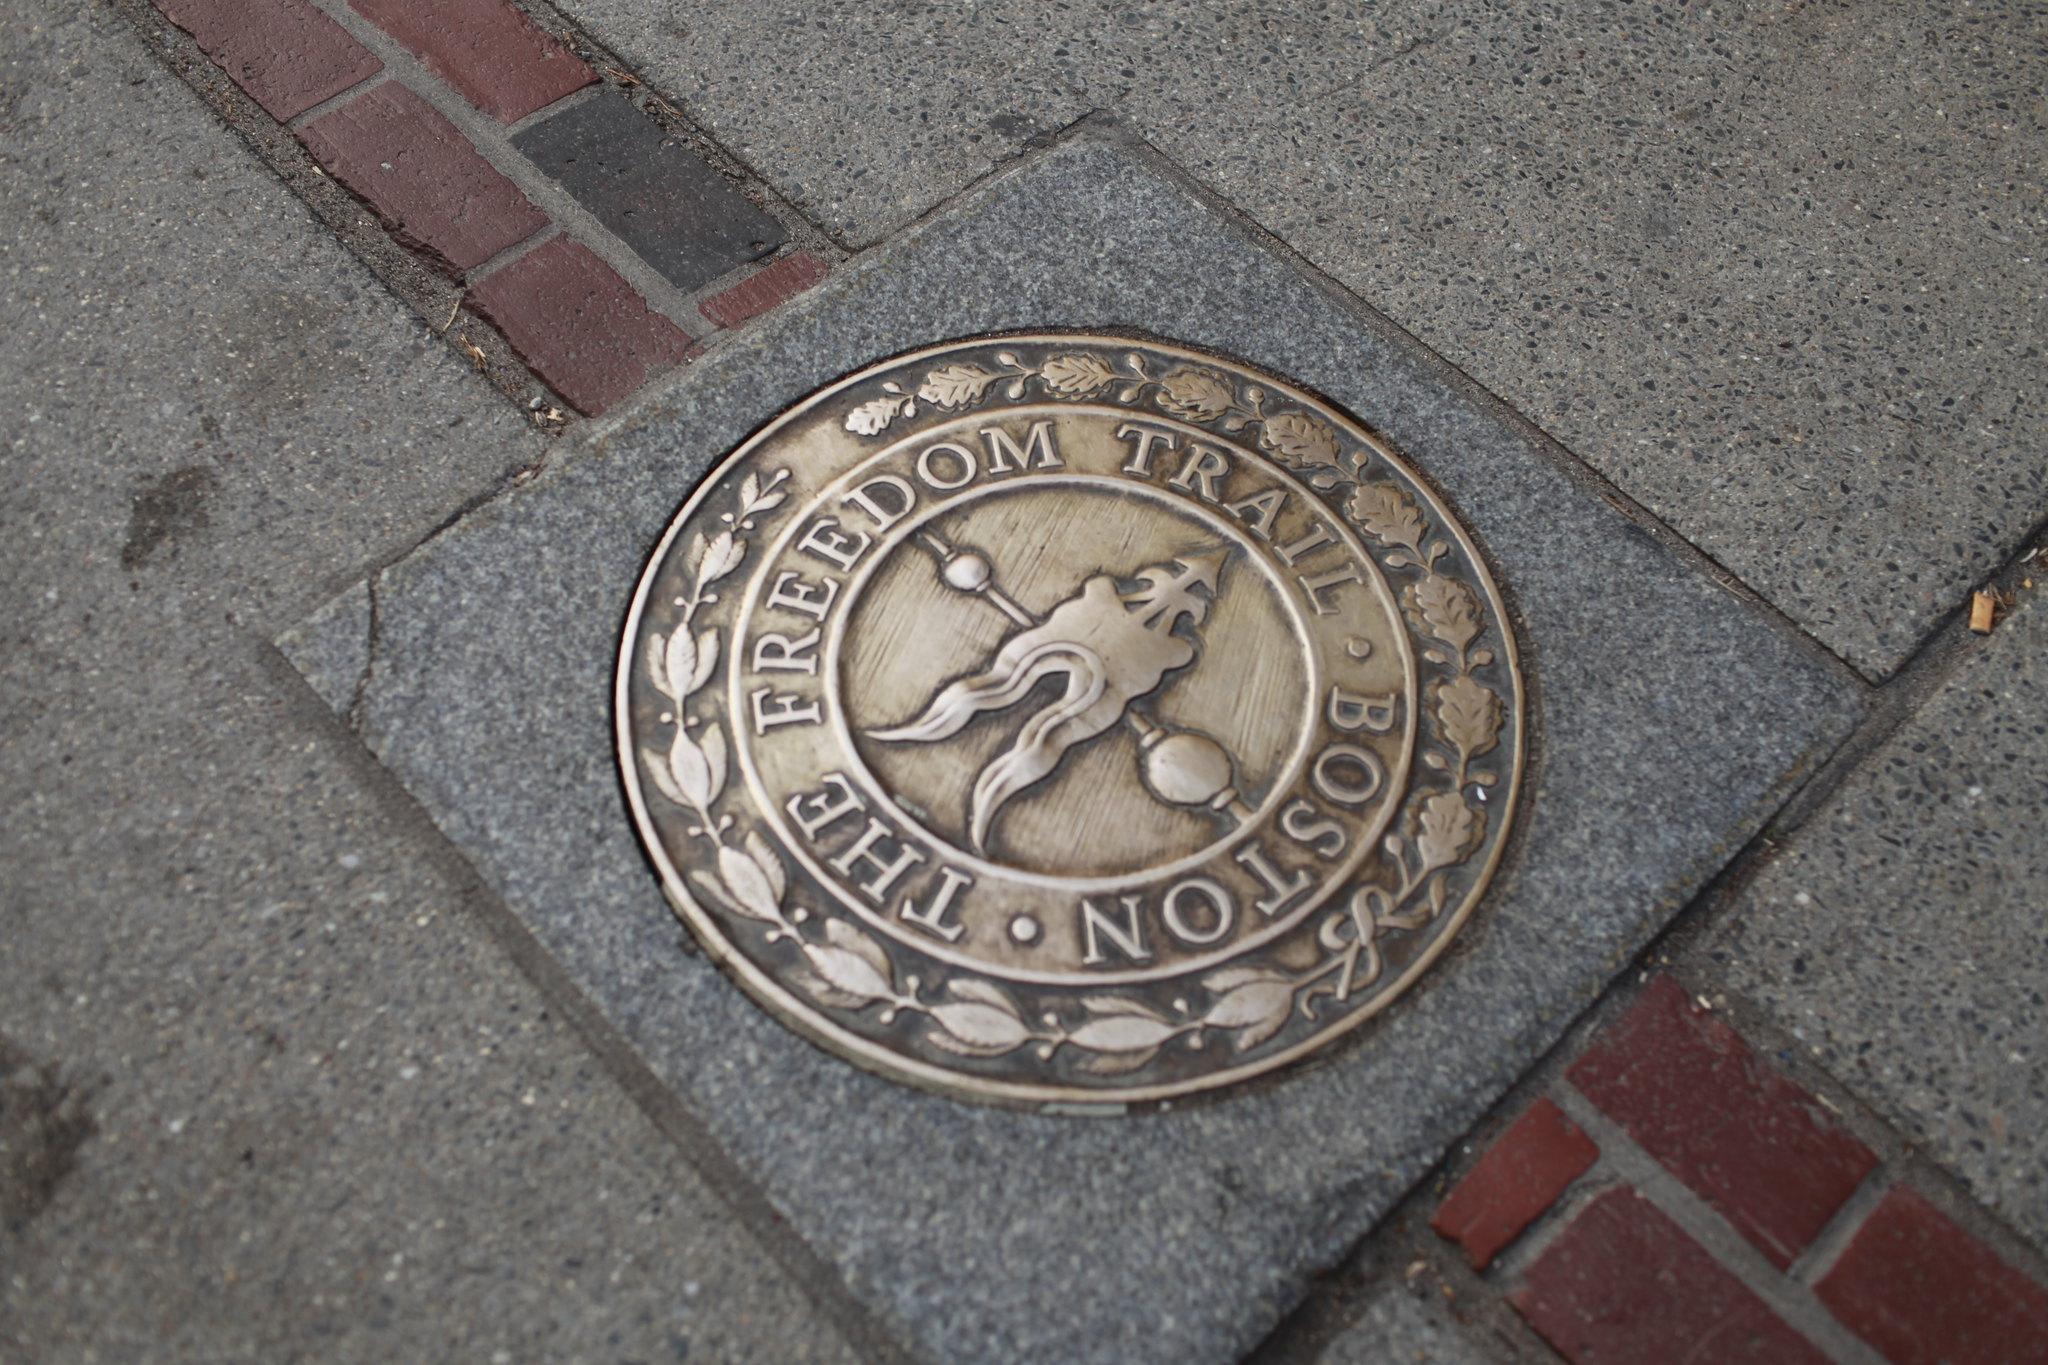 THE FREEDOM TRAIL · BOSTON ·